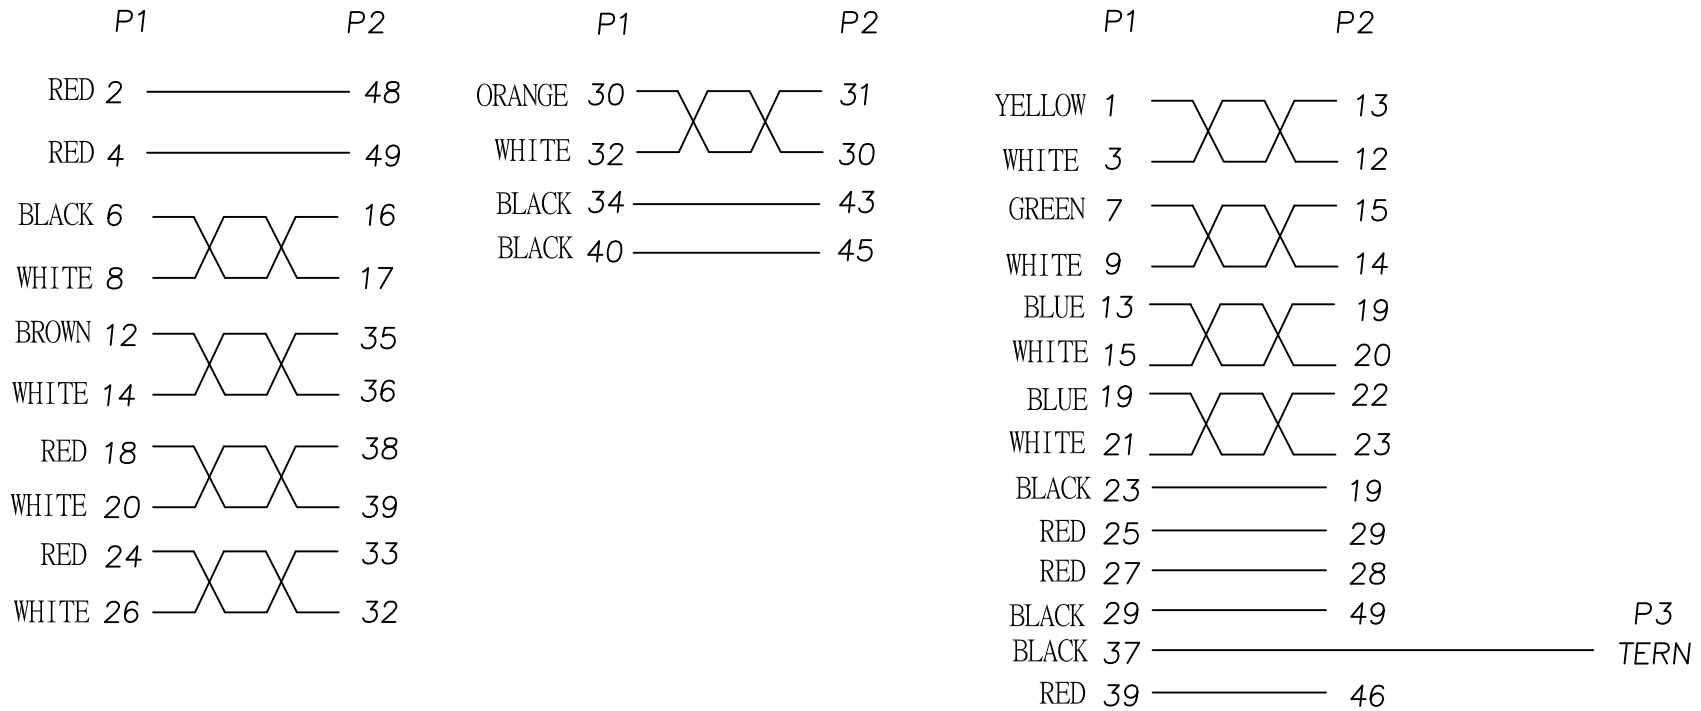 P1 P2
RED 2 48
RED 4 49
BLACK 6 16
WHITE 8 17
BROWN 12 35
WHITE 14 36
RED 18 38
WHITE 20 39
RED 24 33
WHITE 26 32
P1 P2
ORANGE 30 31
WHITE 32 30
BLACK 34 43
BLACK 40 45
P1 P2
YELLOW 1 13
WHITE 3 12
GREEN 7 15
WHITE 9 14
BLUE 13 19
WHITE 15 20
BLUE 19 22
WHITE 21 23
BLACK 23 19
RED 25 29
RED 27 28
BLACK 29 49
P3
BLACK 37 TERN
RED 39 46